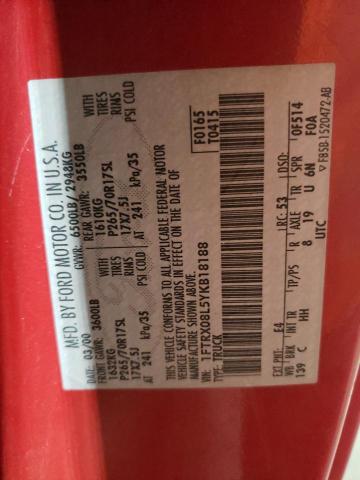 MFD. BY FORD MOTOR CO. IN U.S.A.
DATE: 03/00 GVWR: 6500LB/ 2948KG
FRONT GAWR: 3600LB REAR GAWR: 3550LB
1632KG WITH 1610KG WITH
P265/70R17SL TIRES P265/70R17SL TIRES
17X7.5J RIMS 17X7.5J RIMS
AT 241 kPa/35 PSI COLD AT 241 kPa/35 PSI COLD
THIS VEHICLE CONFORMS TO ALL APPLICABLE FEDERAL MOTOR
VEHICLE SAFETY STANDARDS IN EFFECT ON THE DATE OF
MANUFACTURE SHOWN ABOVE.
VIN: 1FTRX08L5YKB18188 F0165
TYPE: TRUCK T0415
EXT PNT: E4 RC: 53 DSO:
WB BRK INT TR TP/PS R AXLE TR SPR 0F514
139 C HH 8 19 U 6N F0A
UTC
F85B-1520472-AB